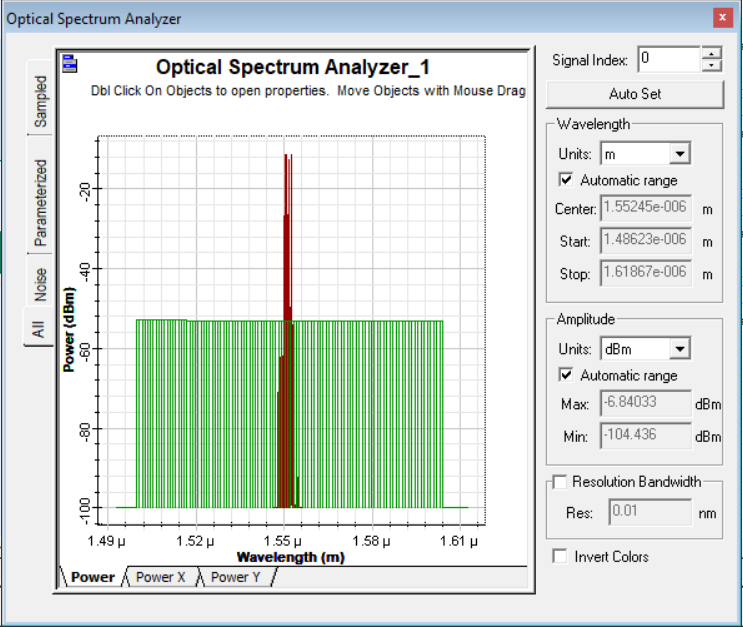 Optical Spectrum Analyzer
x
Optical Spectrum Analyzer_1
Dbl Click On Objects to open properties. Move Objects with Mouse Drag
Sampled
Parameterized
Noise
All
Power (dBm)
-20
-40
-60
-80
-100
1.49 µ 1.52 µ 1.55 µ 1.58 µ 1.61 µ
Wavelength (m)
Power Power X Power Y
Signal Index: 0
Auto Set
Wavelength
Units: m
Automatic range
Center: 1.55245e-006 m
Start: 1.48623e-006 m
Stop: 1.61867e-006 m
Amplitude
Units: dBm
Automatic range
Max: -6.84033 dBm
Min: -104.436 dBm
Resolution Bandwidth
Res: 0.01 nm
Invert Colors